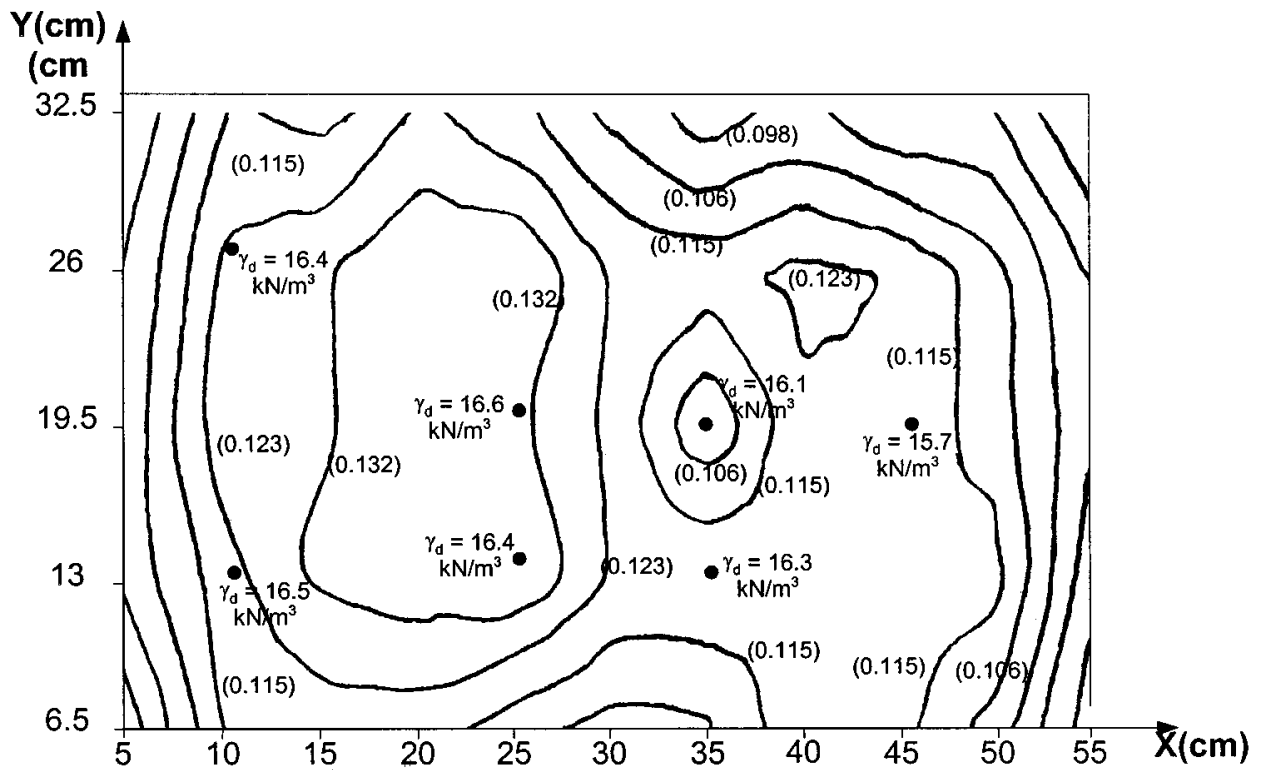 Y(cm)
(cm
32.5
(0.098)
(0.115)
(0.106)
(0.115)
26
γd = 16.4
kN/m³
(0.123)
(0.132)
(0.115)
γd = 16.1
kN/m³
γd = 16.6
kN/m³
19.5
γd = 15.7
kN/m³
(0.123)
(0.132)
(0.106)
(0.115)
γd = 16.4
kN/m³
(0.123)
γd = 16.3
kN/m³
13
γd = 16.5
kN/m³
(0.115)
(0.115)
(0.106)
(0.115)
6.5
5 10 15 20 25 30 35 40 45 50 55
X(cm)